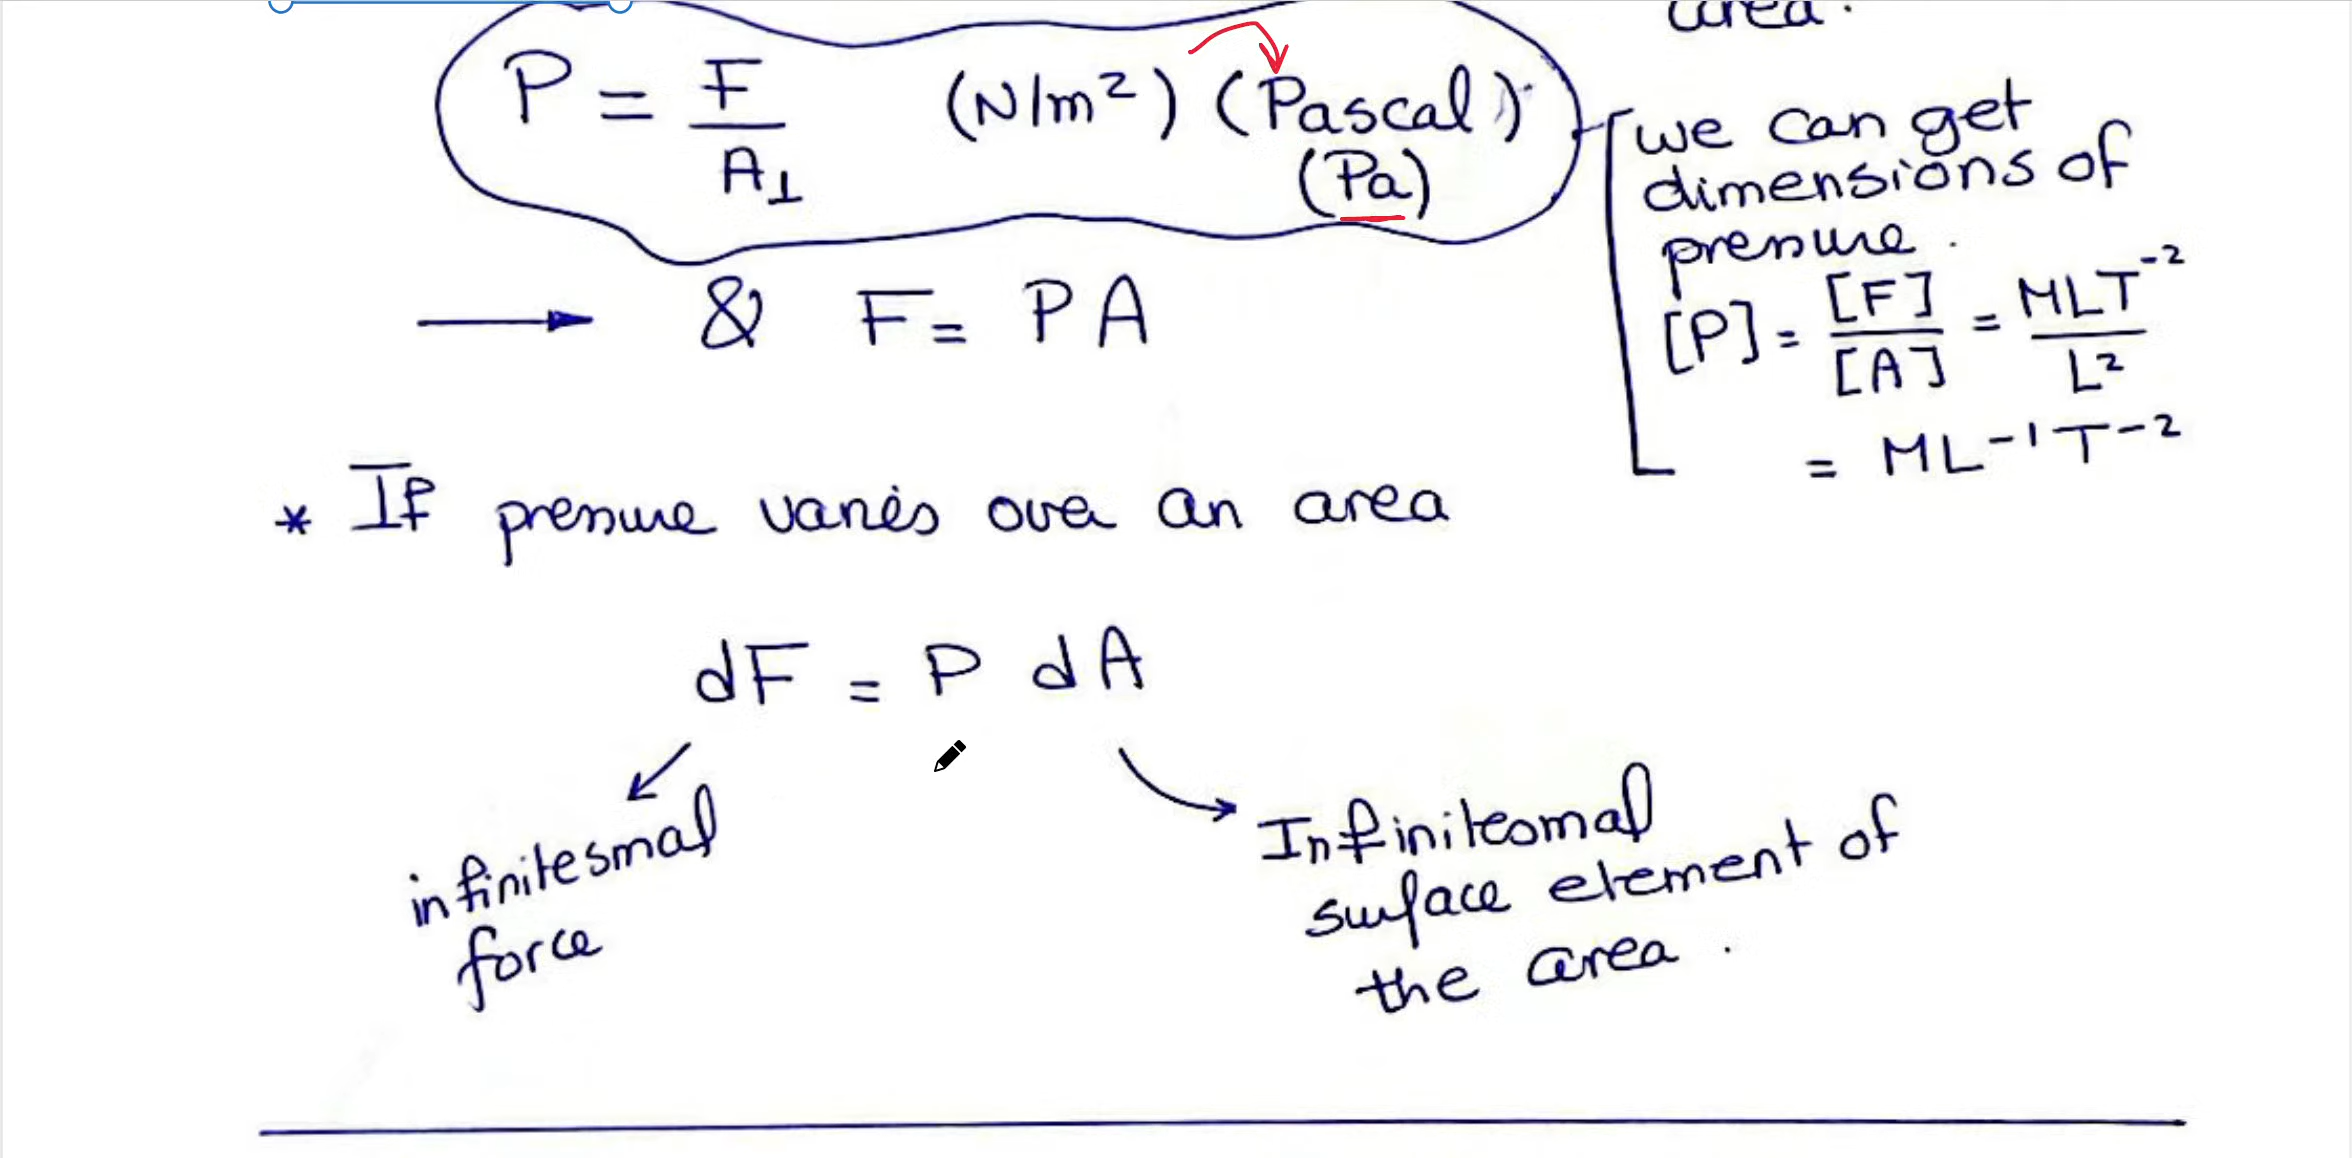 area.
P = F / A⊥ (N/m²) (Pascal)
(Pa)
& F = PA
we can get
dimensions of
pressure.
[P] = [F] / [A] = MLT⁻² / L²
= ML⁻¹T⁻²
* If pressure varies over an area
dF = P dA
infinitesmal
force
Infinitesmal
surface element of
the area.